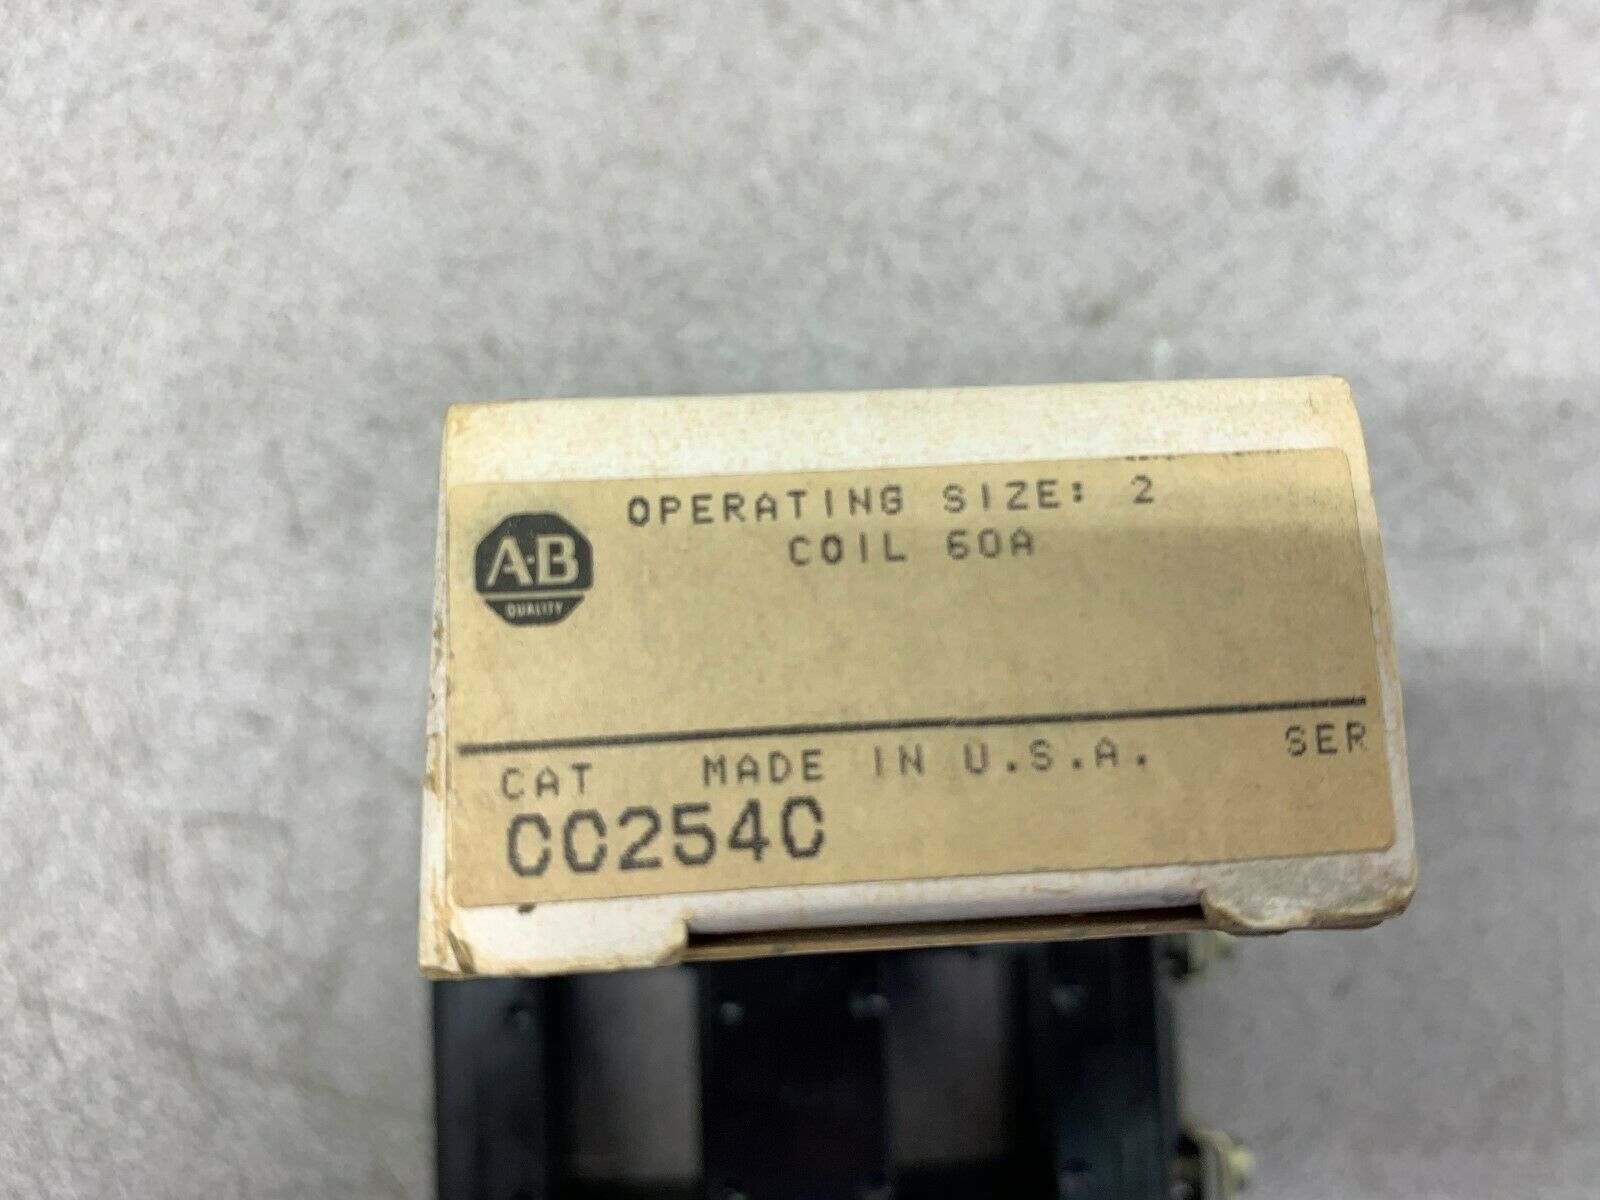 OPERATING SIZE: 2
COIL 60A
A-B
QUALITY
CAT MADE IN U.S.A. SER
CC254C